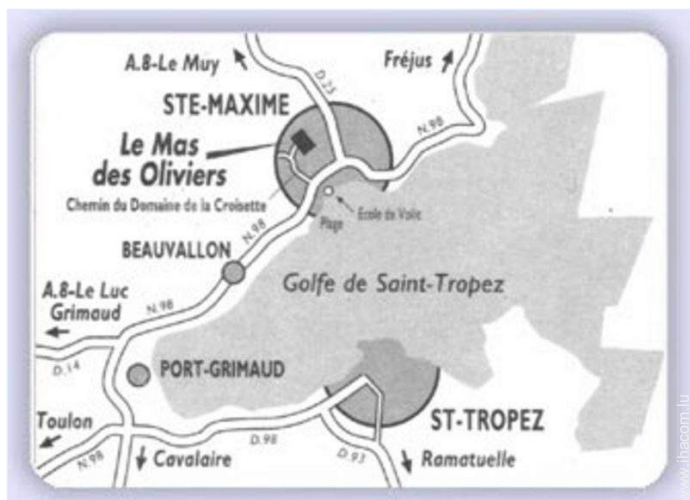 A.8-Le Muy
Fréjus
D.25
STE-MAXIME
N.98
Le Mas
des Oliviers
Chemin du Domaine de la Croisette
Ecole de Voile
Plage
N.98
BEAUVALLON
Golfe de Saint-Tropez
A.8-Le Luc
Grimaud
N.98
D.14
PORT-GRIMAUD
Toulon
ST-TROPEZ
D.98
N.98
Cavalaire
D.93
Ramatuelle
www.ihacom.lu